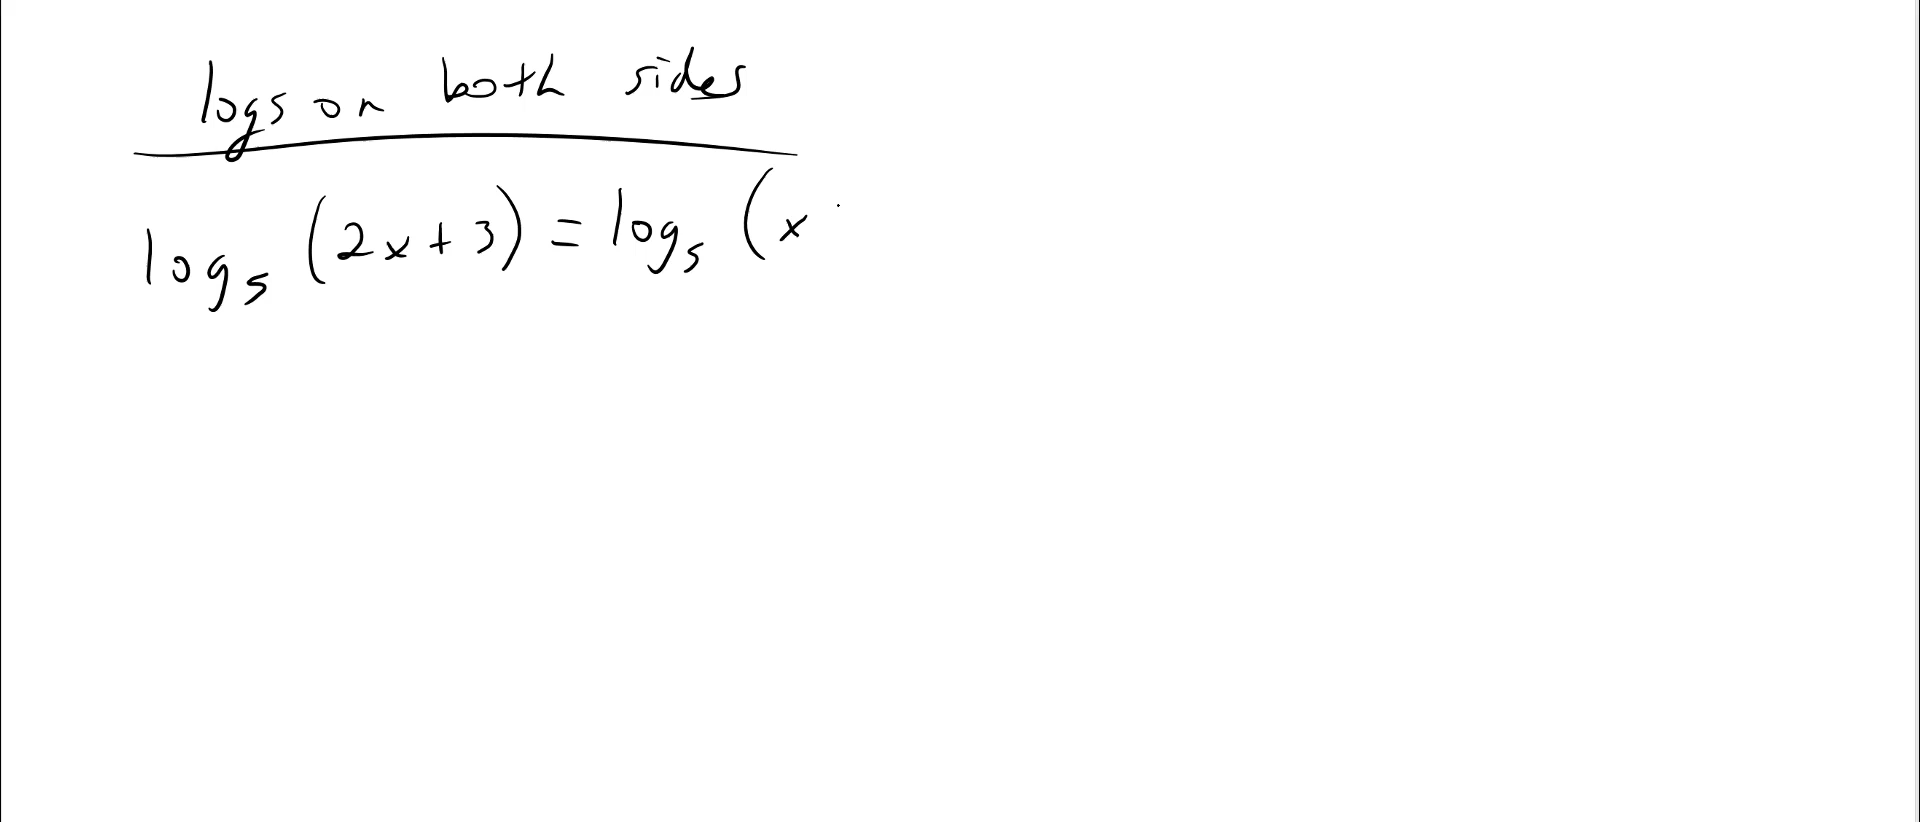 logs on both sides
log₅ (2x+3) = log₅ (x